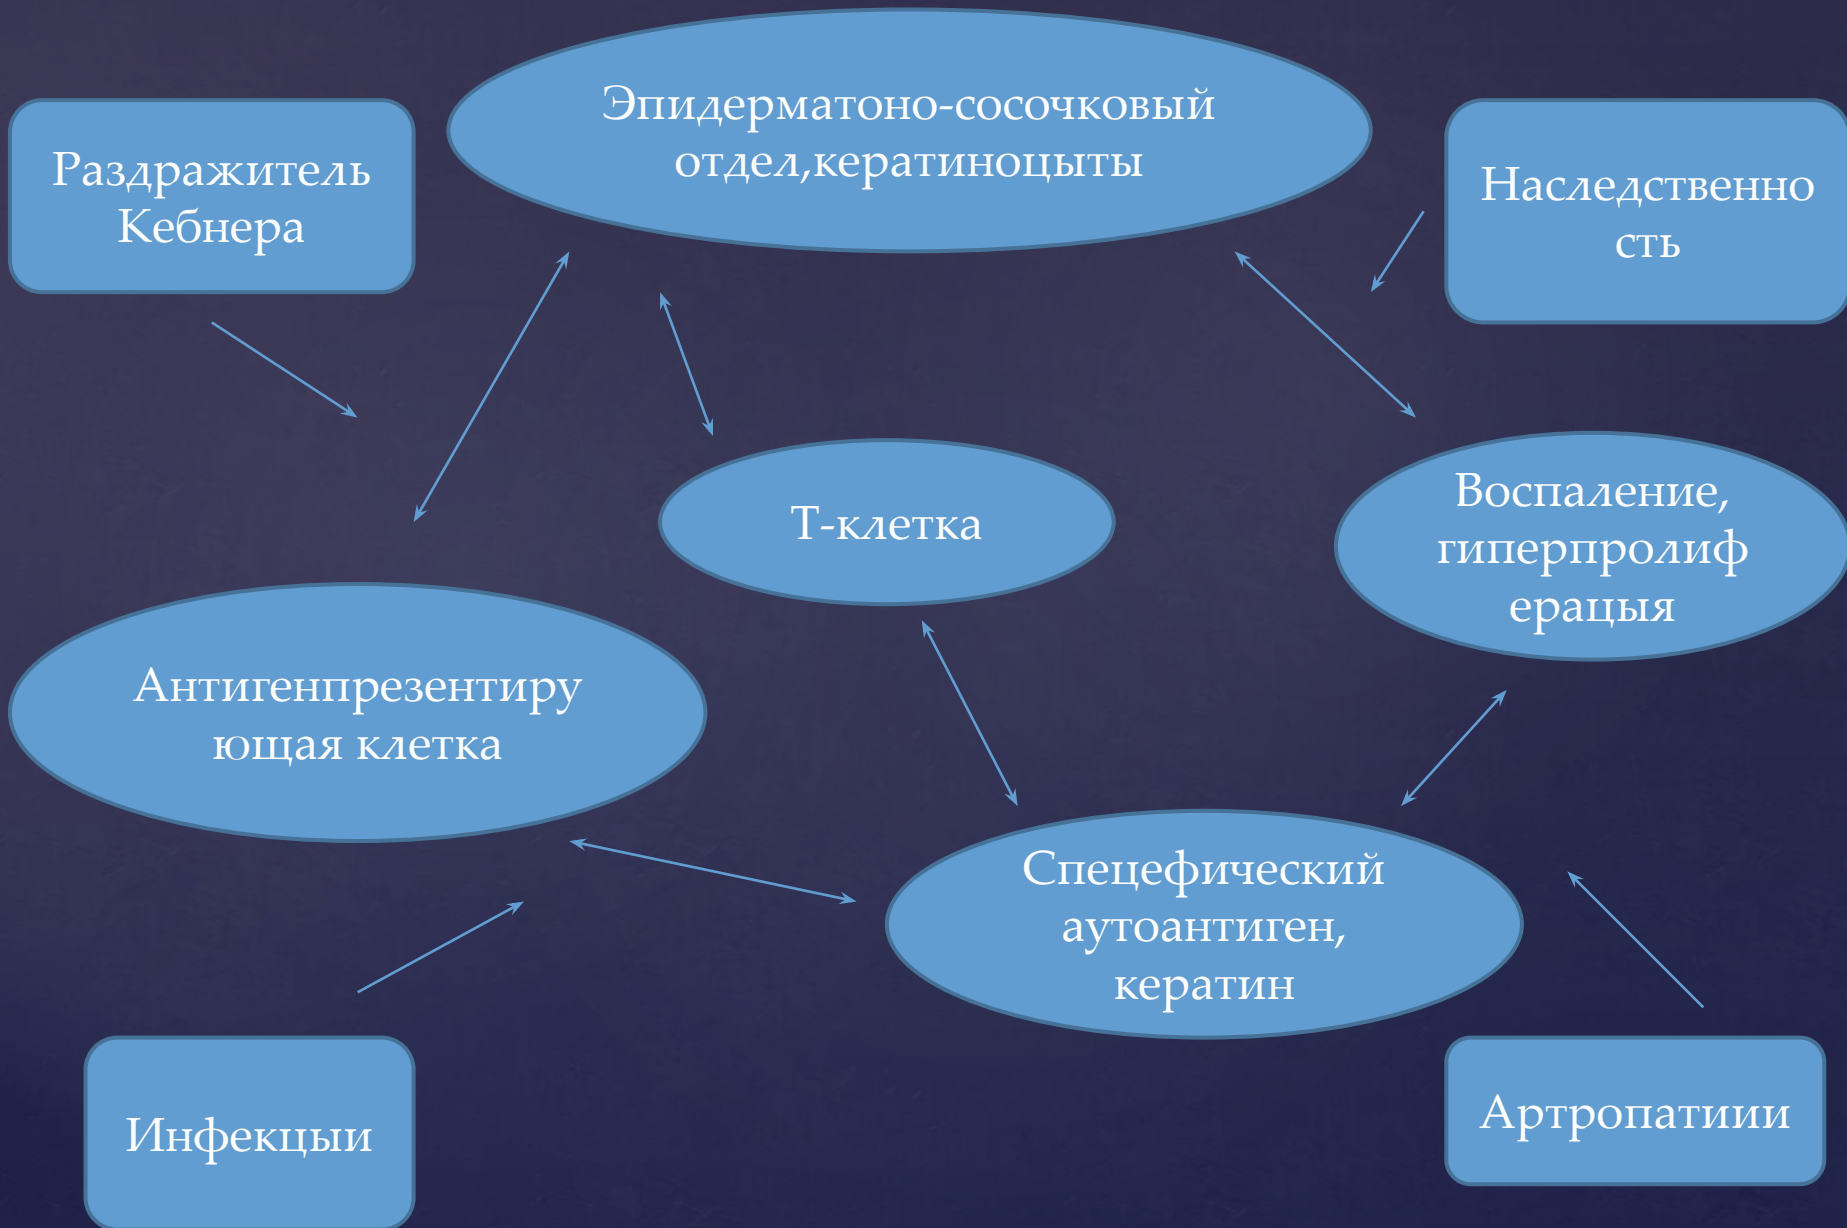 Эпидерматоно-сосочковый
отдел,кератиноцыты
Раздражитель
Кебнера
Наследственно
сть
Т-клетка
Воспаление,
гиперпролиф
ерацыя
Антигенпрезентиру
ющая клетка
Спецефический
аутоантиген,
кератин
Инфекцыи
Артропатиии